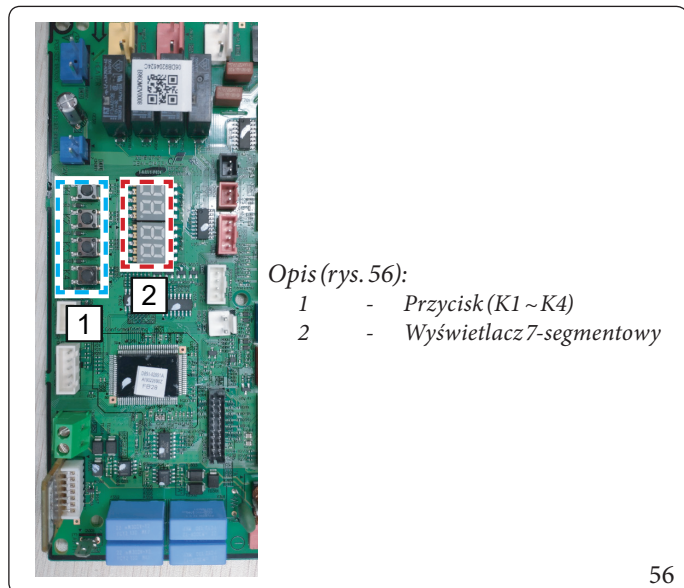 1
2
Opis (rys. 56):
1 - Przycisk (K1 ~ K4)
2 - Wyświetlacz 7-segmentowy
56